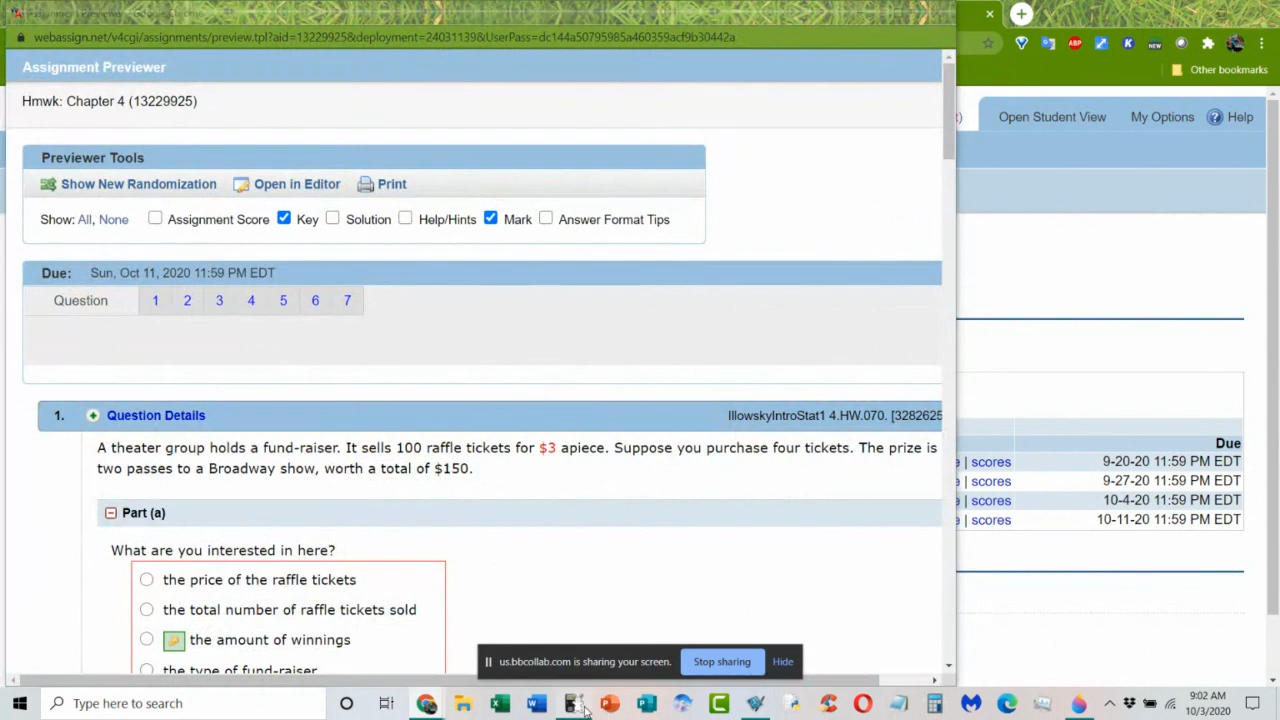 webassign.net/v4cgi/assignments/preview.tpl?aid=13229925&deployment=24031139&UserPass=dc144a50795985a460359acf9b30442a
ABP
K
NEW
Other bookmarks
Assignment Previewer
Hmwk: Chapter 4 (13229925)
Open Student View My Options ? Help
Previewer Tools
Show New Randomization Open in Editor Print
Show: All, None Assignment Score Key Solution Help/Hints Mark Answer Format Tips
Due: Sun, Oct 11, 2020 11:59 PM EDT
Question 1 2 3 4 5 6 7
1. Question Details IllowskyIntroStat1 4.HW.070. [3282625
A theater group holds a fund-raiser. It sells 100 raffle tickets for $3 apiece. Suppose you purchase four tickets. The prize is
two passes to a Broadway show, worth a total of $150.
Part (a)
What are you interested in here?
the price of the raffle tickets
the total number of raffle tickets sold
the amount of winnings
the type of fund-raiser
Due
| scores 9-20-20 11:59 PM EDT
| scores 9-27-20 11:59 PM EDT
| scores 10-4-20 11:59 PM EDT
| scores 10-11-20 11:59 PM EDT
us.bbcollab.com is sharing your screen. Stop sharing Hide
Type here to search
9:02 AM
10/3/2020